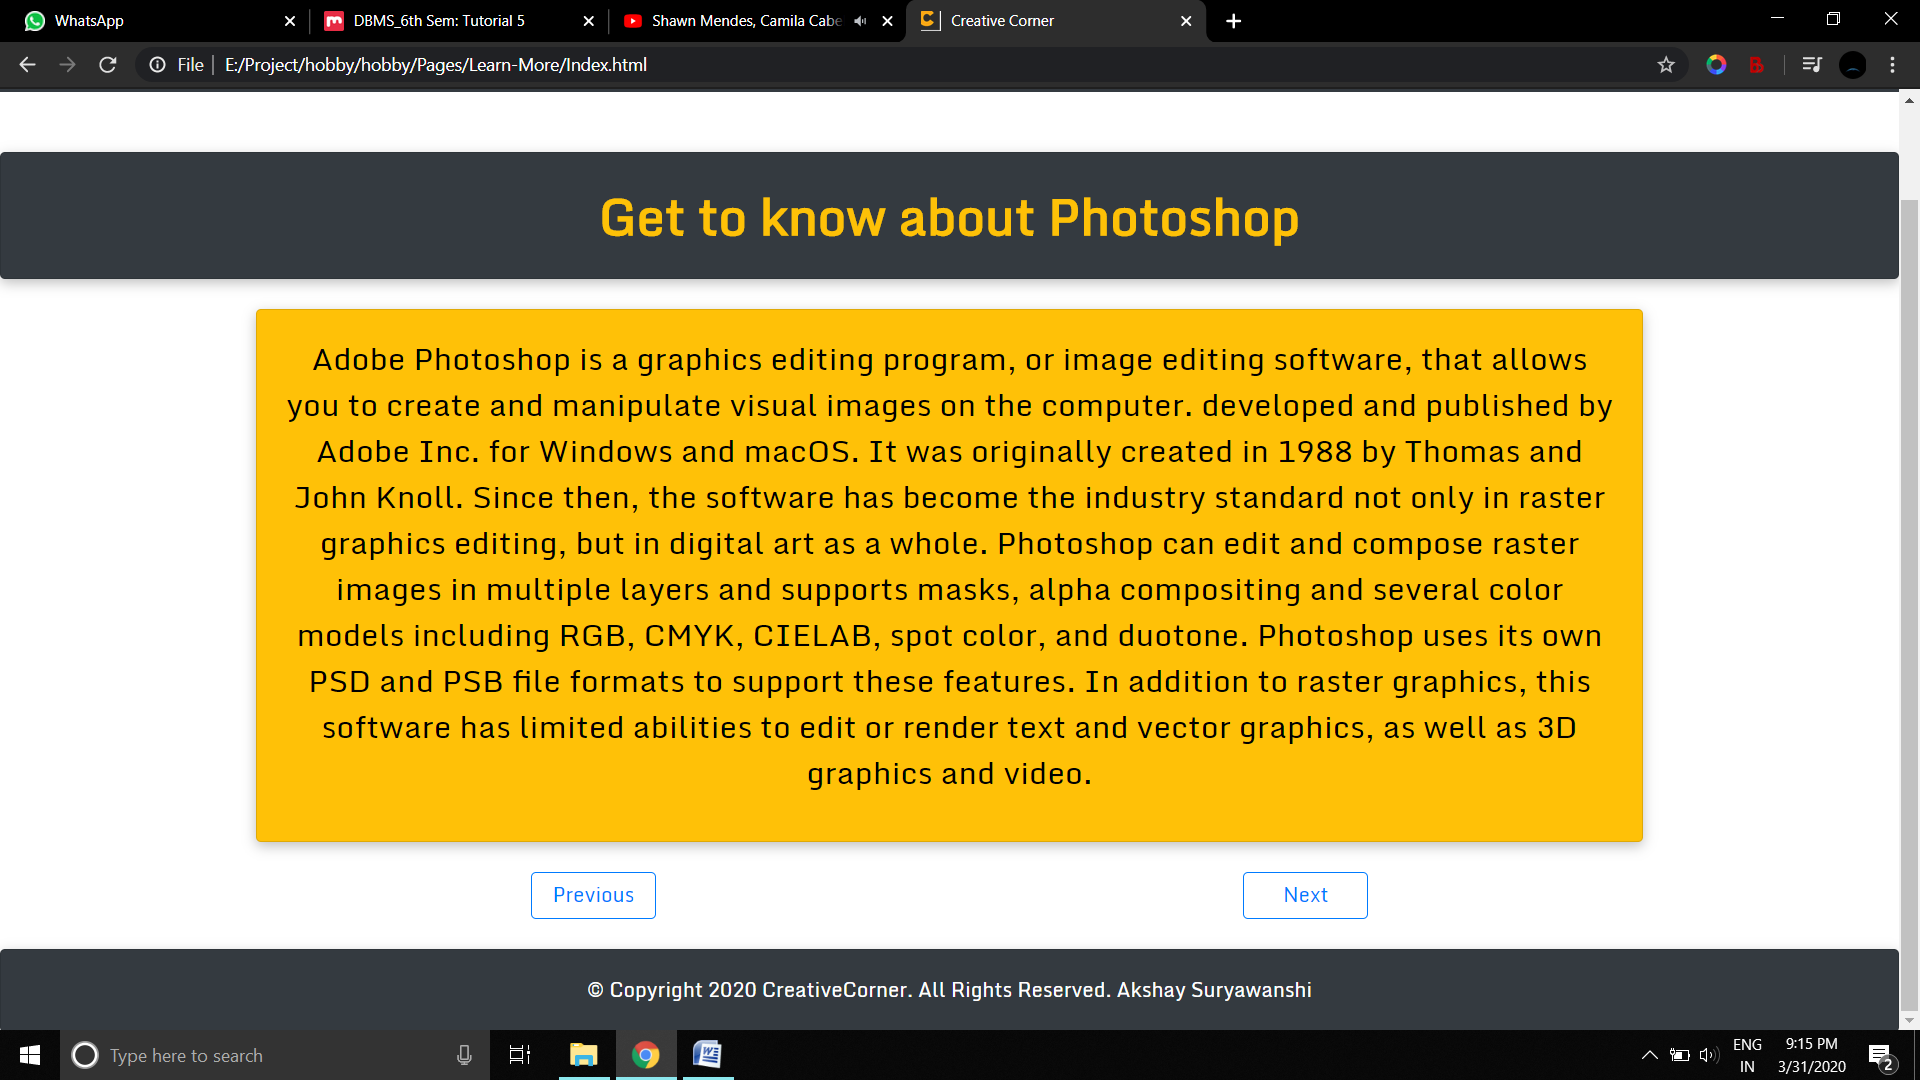 WhatsApp
DBMS_6th Sem: Tutorial 5
Shawn Mendes, Camila Cabe
Creative Corner
File
E:/Project/hobby/hobby/Pages/Learn-More/Index.html
Get to know about Photoshop
Adobe Photoshop is a graphics editing program, or image editing software, that allows
you to create and manipulate visual images on the computer. developed and published by
Adobe Inc. for Windows and macOS. It was originally created in 1988 by Thomas and
John Knoll. Since then, the software has become the industry standard not only in raster
graphics editing, but in digital art as a whole. Photoshop can edit and compose raster
images in multiple layers and supports masks, alpha compositing and several color
models including RGB, CMYK, CIELAB, spot color, and duotone. Photoshop uses its own
PSD and PSB file formats to support these features. In addition to raster graphics, this
software has limited abilities to edit or render text and vector graphics, as well as 3D
graphics and video.
Previous
Next
© Copyright 2020 CreativeCorner. All Rights Reserved. Akshay Suryawanshi
Type here to search
ENG
IN
9:15 PM
3/31/2020
2